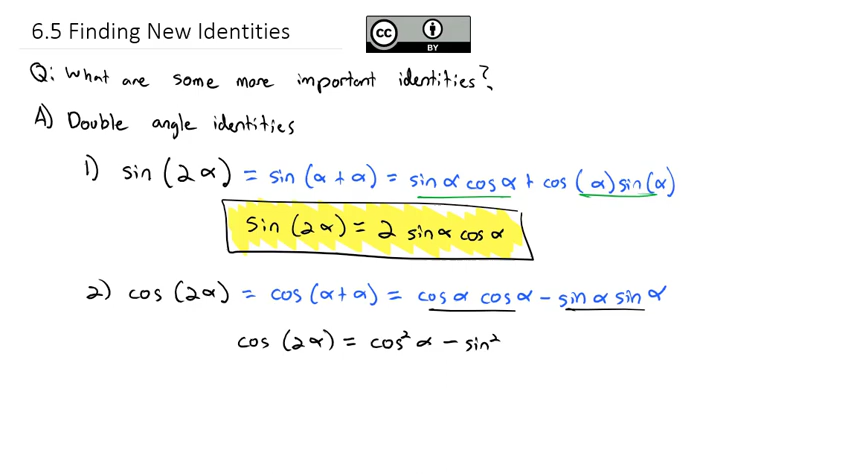 6.5 Finding New Identities
cc BY
Q: What are some more important identities?
A) Double angle identities
1) sin (2α) = sin (α + α) = sin α cos α + cos (α) sin (α)
sin (2α) = 2 sin α cos α
2) cos (2α) = cos (α + α) = cos α cos α − sin α sin α
cos (2α) = cos² α − sin²